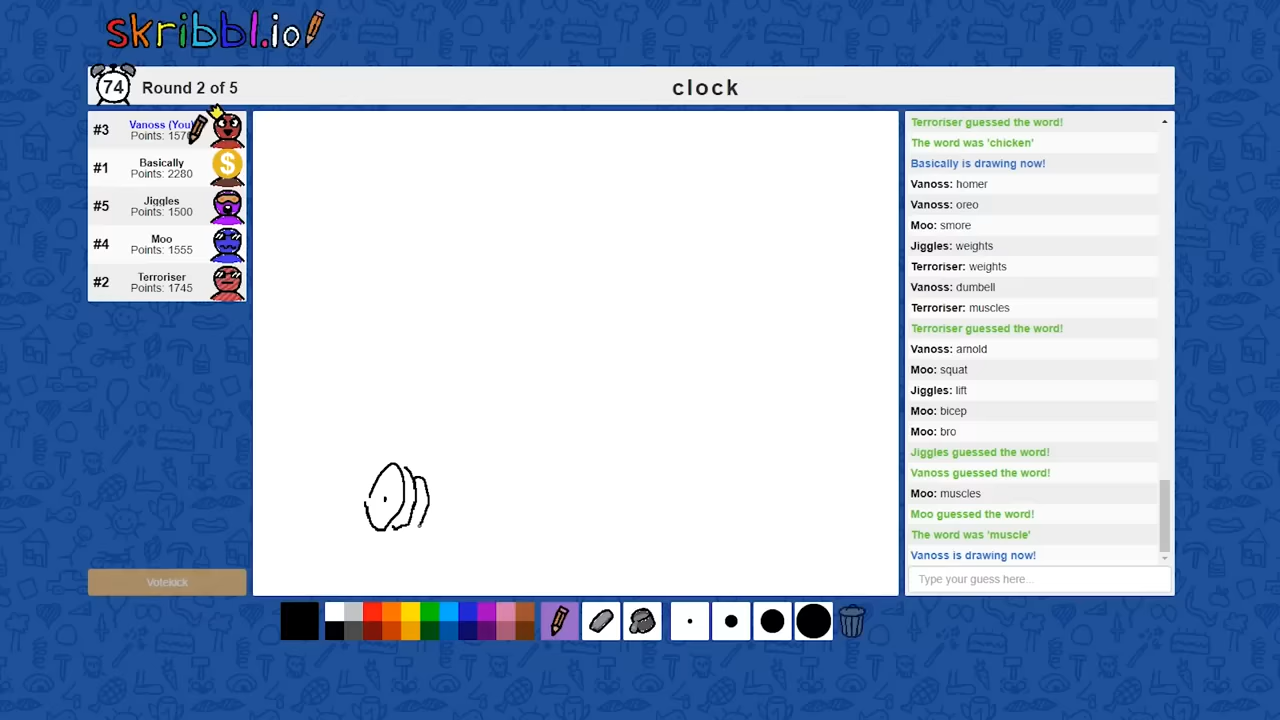 skribbl.io
74
Round 2 of 5
clock
#3
Vanoss (You)
Points: 1570
#1
Basically
Points: 2280
$
#5
Jiggles
Points: 1500
#4
Moo
Points: 1555
#2
Terroriser
Points: 1745
Terroriser guessed the word!
The word was 'chicken'
Basically is drawing now!
Vanoss: homer
Vanoss: oreo
Moo: smore
Jiggles: weights
Terroriser: weights
Vanoss: dumbell
Terroriser: muscles
Terroriser guessed the word!
Vanoss: arnold
Moo: squat
Jiggles: lift
Moo: bicep
Moo: bro
Jiggles guessed the word!
Vanoss guessed the word!
Moo: muscles
Moo guessed the word!
The word was 'muscle'
Vanoss is drawing now!
Type your guess here...
Votekick